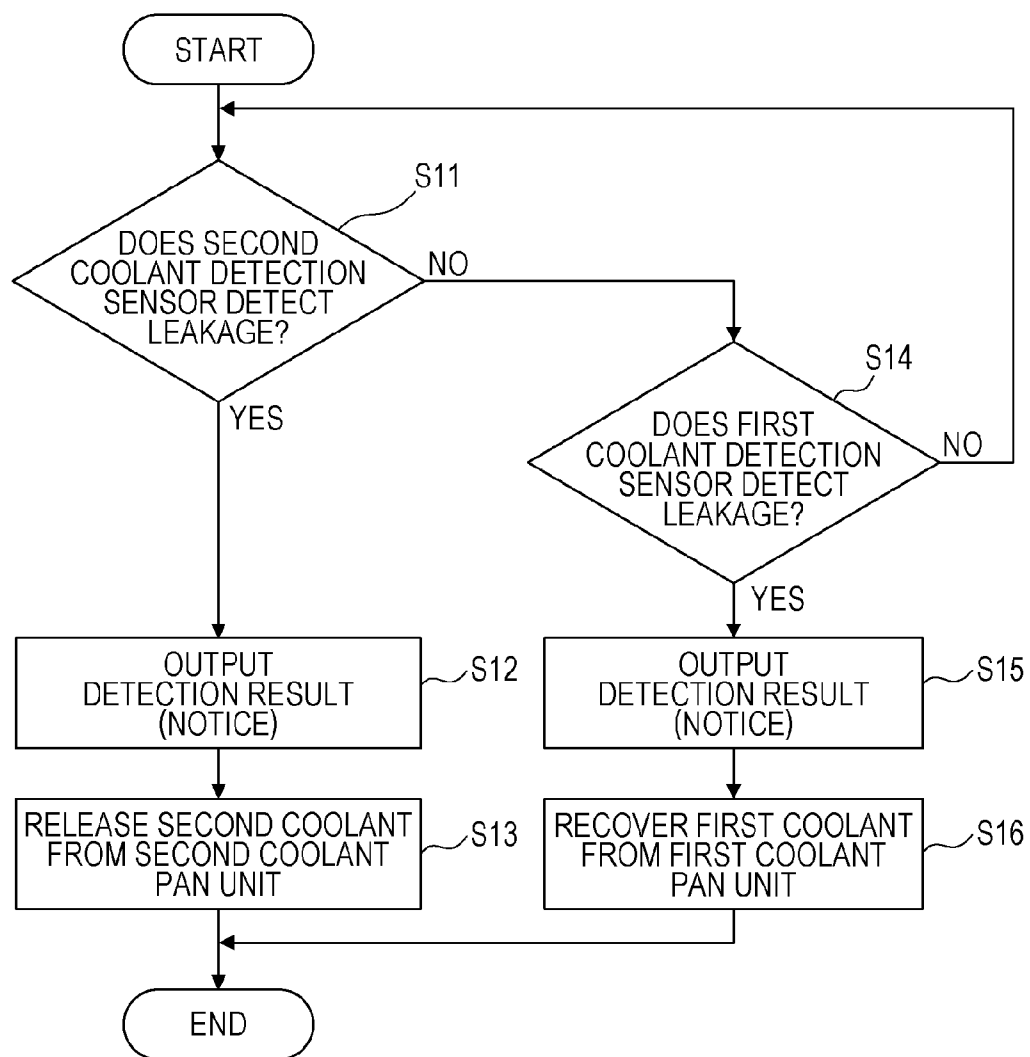 START
S11
DOES SECOND
COOLANT DETECTION
SENSOR DETECT
LEAKAGE?
NO
YES
S14
DOES FIRST
COOLANT DETECTION
SENSOR DETECT
LEAKAGE?
NO
YES
OUTPUT
DETECTION RESULT
(NOTICE)
S12
OUTPUT
DETECTION RESULT
(NOTICE)
S15
RELEASE SECOND COOLANT
FROM SECOND COOLANT
PAN UNIT
S13
RECOVER FIRST COOLANT
FROM FIRST COOLANT
PAN UNIT
S16
END